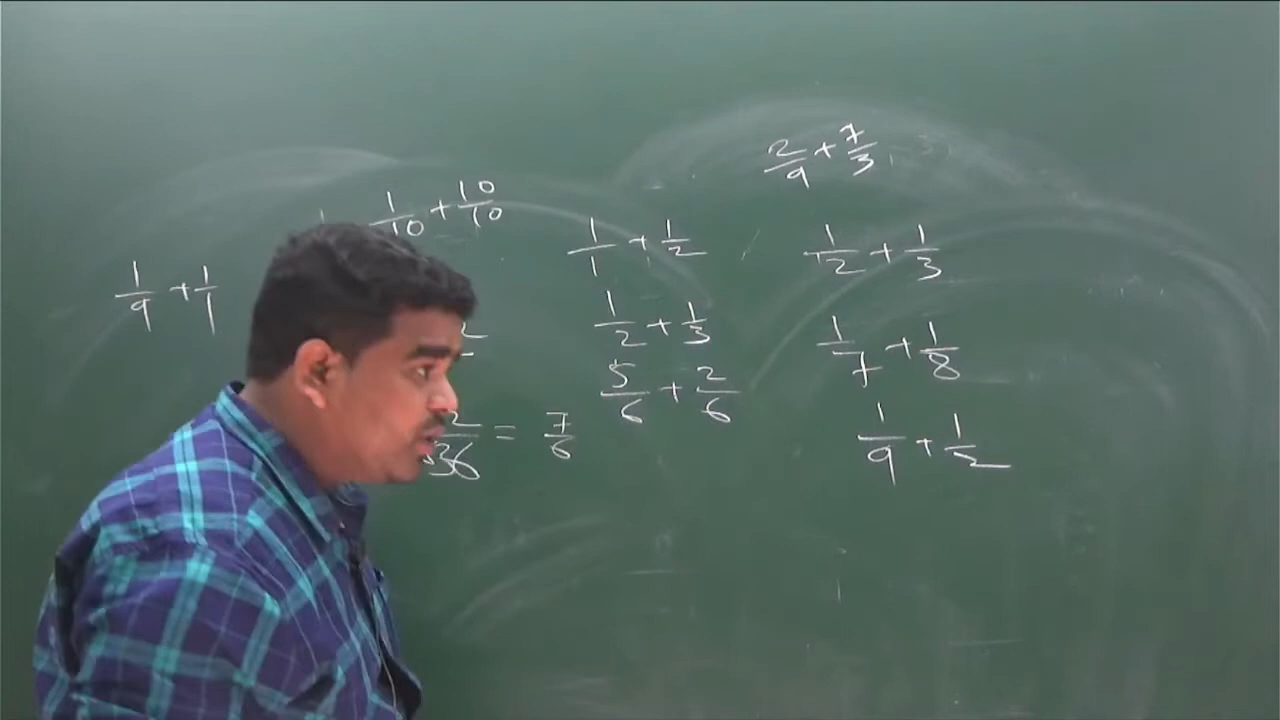 2/9 + 7/3
1/10 + 10/10
1/1 + 1/2
1/2 + 1/3
1/9 + 1/1
1/2 + 1/3
1/7 + 1/8
5/6 + 2/6
2/36 = 7/6
1/9 + 1/2